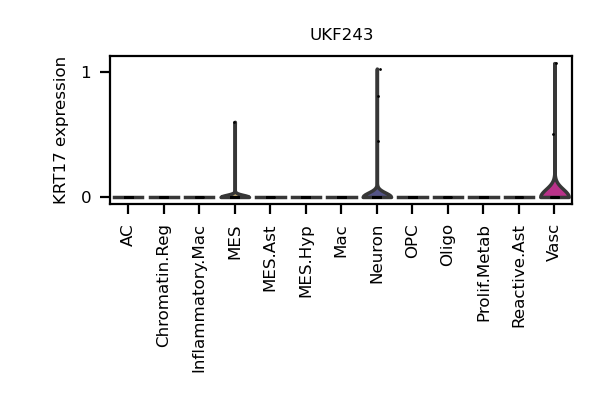 UKF243
KRT17 expression
1
0
AC
Chromatin.Reg
Inflammatory.Mac
MES
MES.Ast
MES.Hyp
Mac
Neuron
OPC
Oligo
Prolif.Metab
Reactive.Ast
Vasc